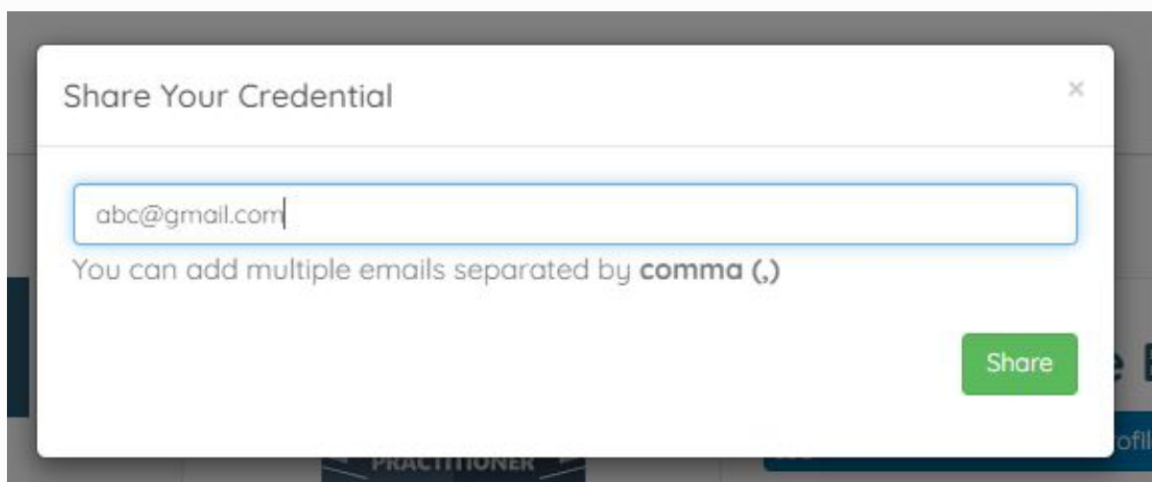 Share Your Credential ×
abc@gmail.com
You can add multiple emails separated by comma (,)
Share
PRACTITIONER